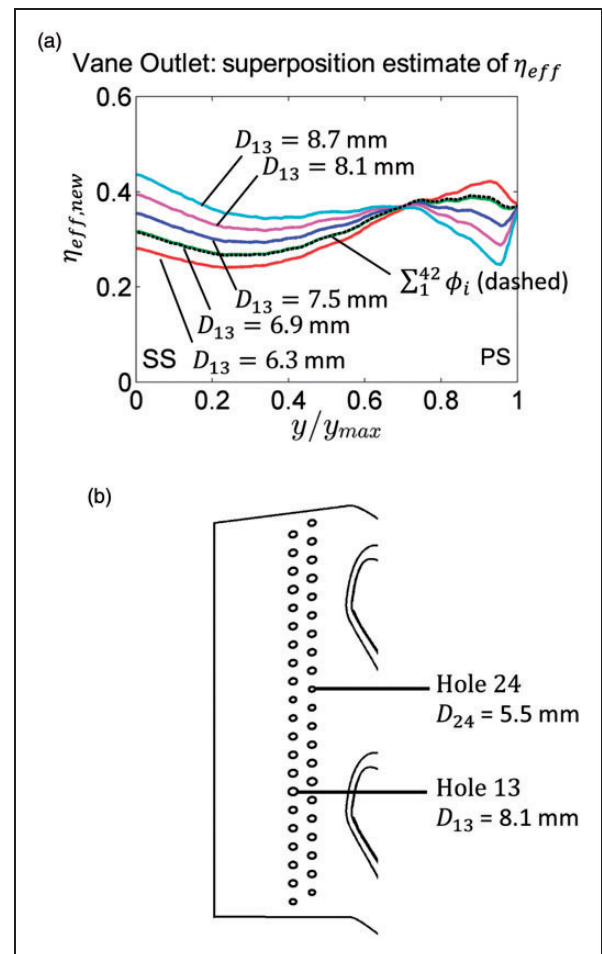 (a)
Vane Outlet: superposition estimate of η_eff
0.6
0.4
0.2
0
η_eff,new
D₁₃ = 8.7 mm
D₁₃ = 8.1 mm
D₁₃ = 7.5 mm
D₁₃ = 6.9 mm
D₁₃ = 6.3 mm
∑₁⁴² ϕᵢ (dashed)
SS
PS
0 0.2 0.4 0.6 0.8 1
y/y_max
(b)
Hole 24
D₂₄ = 5.5 mm
Hole 13
D₁₃ = 8.1 mm